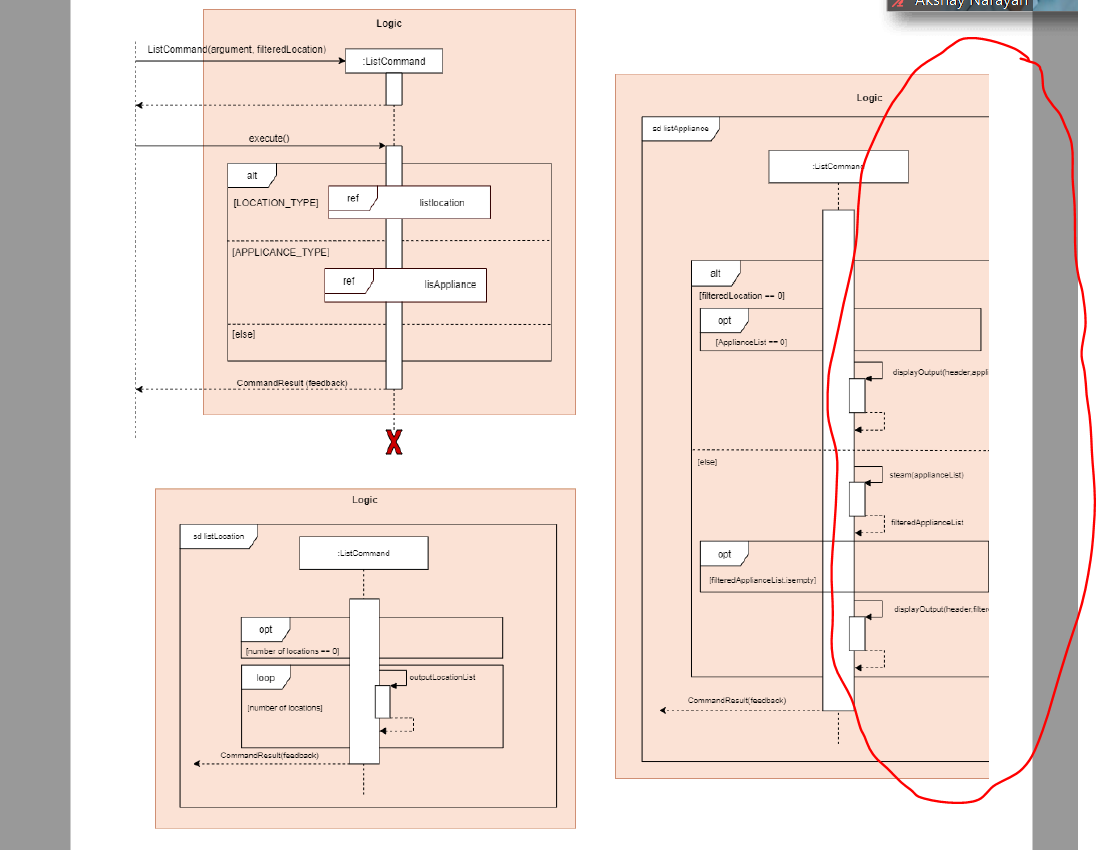 Akshay Narayan
Logic
ListCommand(argument, filteredLocation)
:ListCommand
execute()
alt
[LOCATION_TYPE]
ref
listlocation
[APPLICANCE_TYPE]
ref
lisAppliance
[else]
CommandResult (feedback)
X
Logic
sd listLocation
:ListCommand
opt
[number of locations == 0]
loop
outputLocationList
[number of locations]
CommandResult(feedback)
Logic
sd listAppliance
:ListCommand
alt
[filteredLocation == 0]
opt
[ApplianceList == 0]
displayOutput(header,appli
[else]
steam(applianceList)
filteredApplianceList
opt
[filteredApplianceList.isempty]
displayOutput(header,filter
CommandResult(feedback)